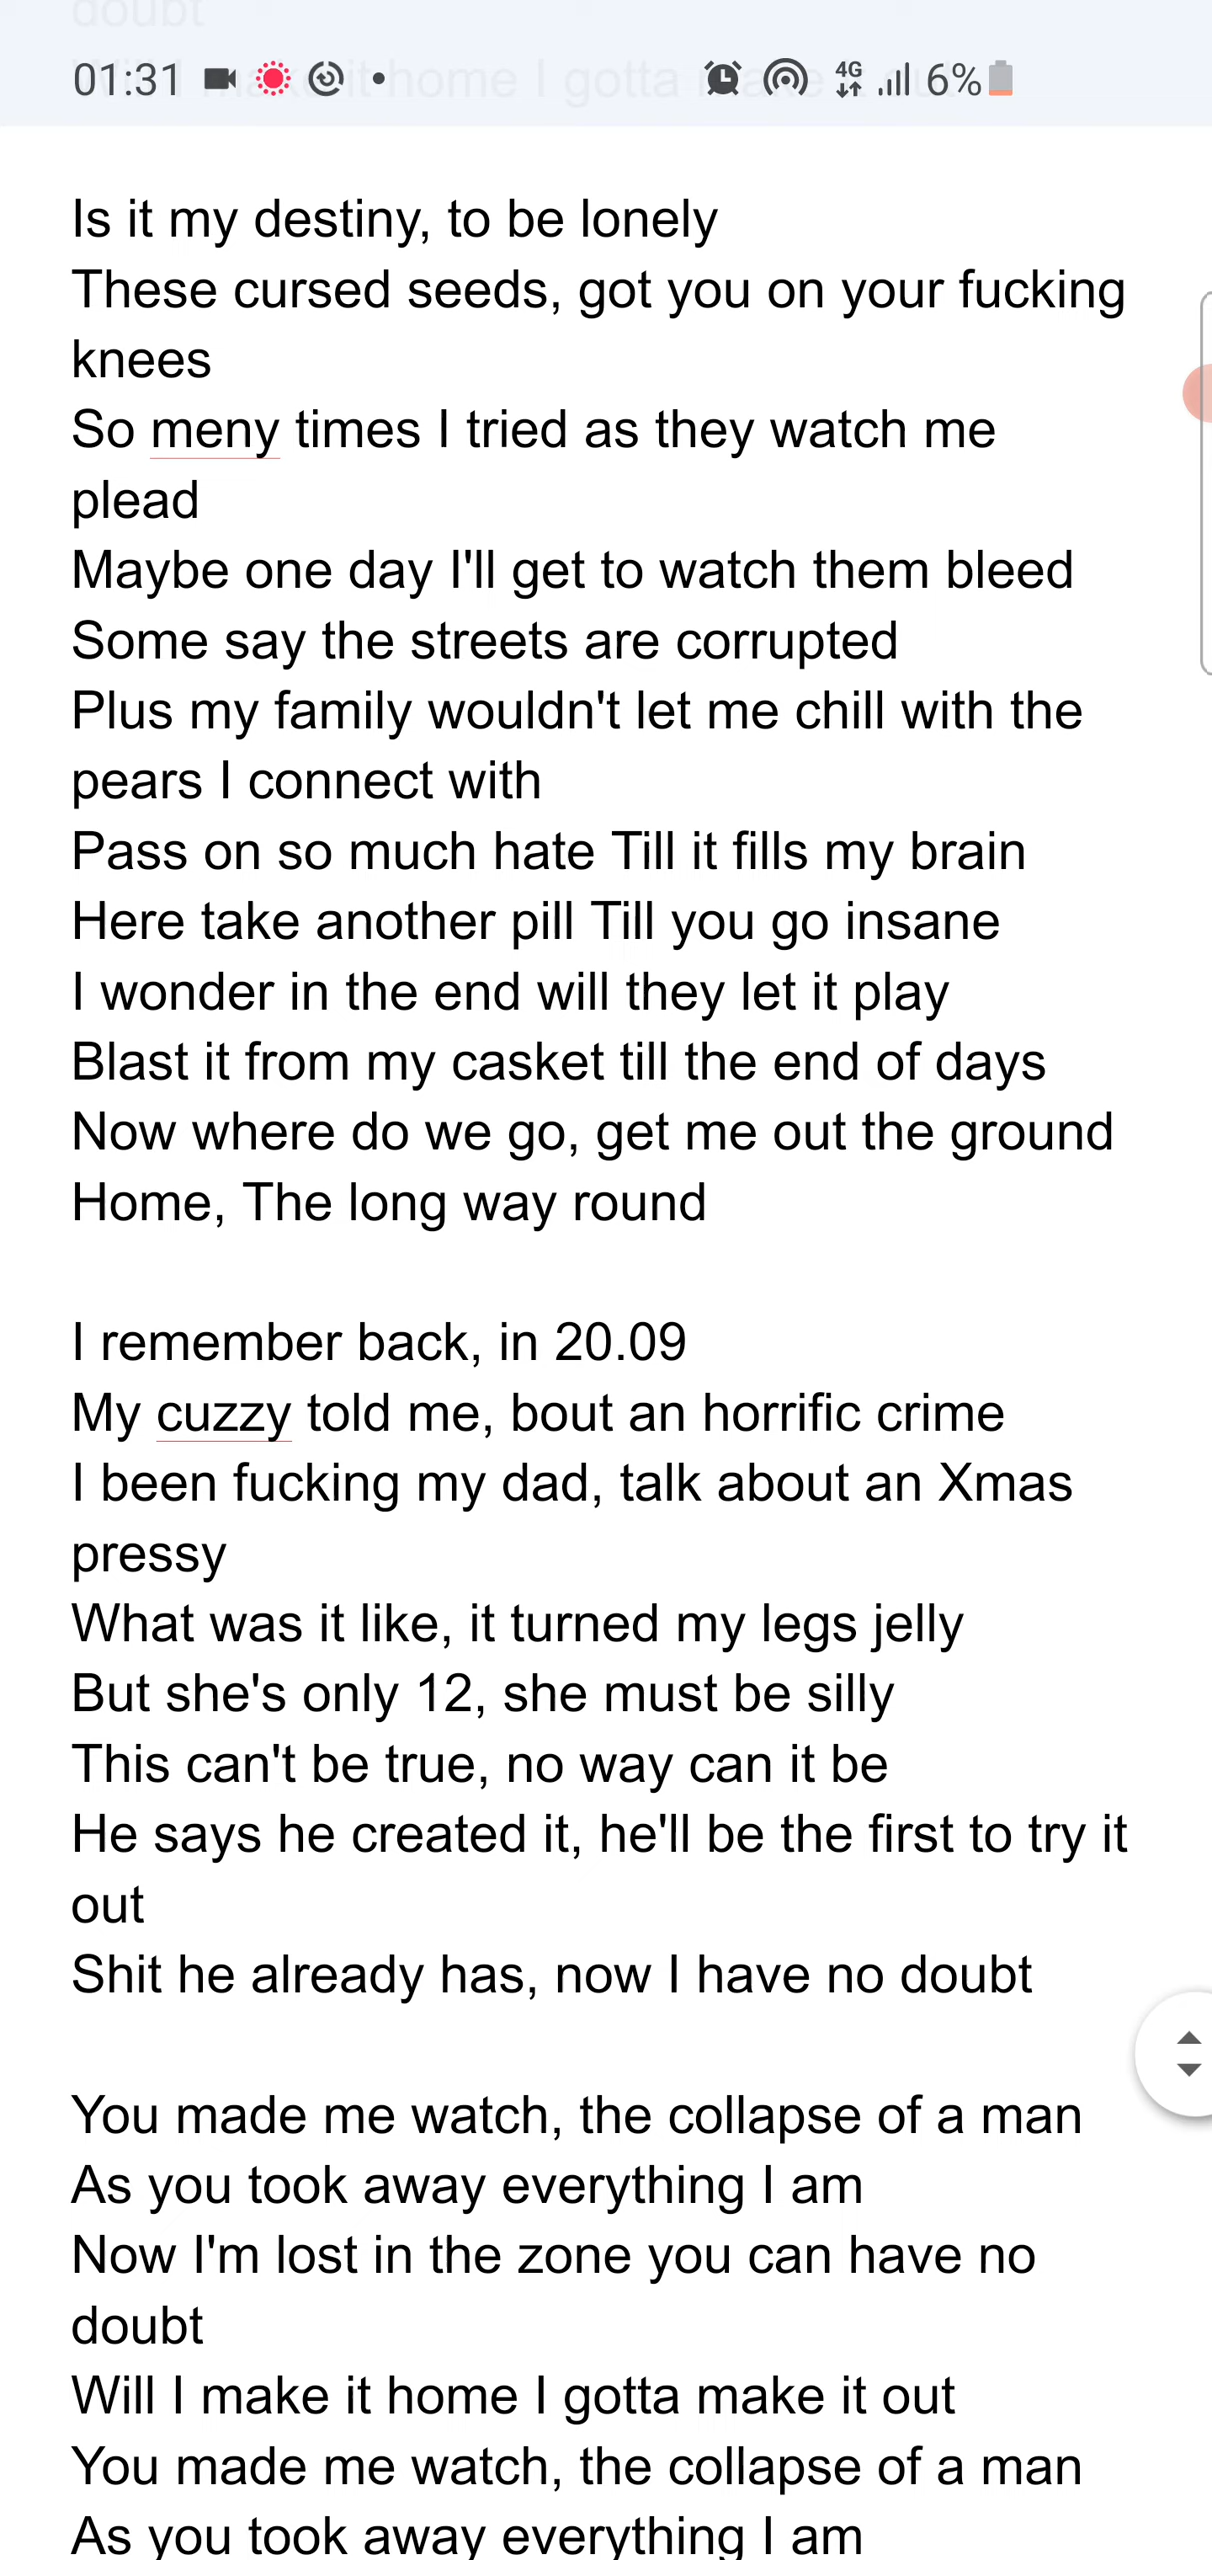 doubt
01:31 4G 6%
Is it my destiny, to be lonely
These cursed seeds, got you on your fucking
knees
So meny times I tried as they watch me
plead
Maybe one day I'll get to watch them bleed
Some say the streets are corrupted
Plus my family wouldn't let me chill with the
pears I connect with
Pass on so much hate Till it fills my brain
Here take another pill Till you go insane
I wonder in the end will they let it play
Blast it from my casket till the end of days
Now where do we go, get me out the ground
Home, The long way round
I remember back, in 20.09
My cuzzy told me, bout an horrific crime
I been fucking my dad, talk about an Xmas
pressy
What was it like, it turned my legs jelly
But she's only 12, she must be silly
This can't be true, no way can it be
He says he created it, he'll be the first to try it
out
Shit he already has, now I have no doubt
You made me watch, the collapse of a man
As you took away everything I am
Now I'm lost in the zone you can have no
doubt
Will I make it home I gotta make it out
You made me watch, the collapse of a man
As you took away everything I am